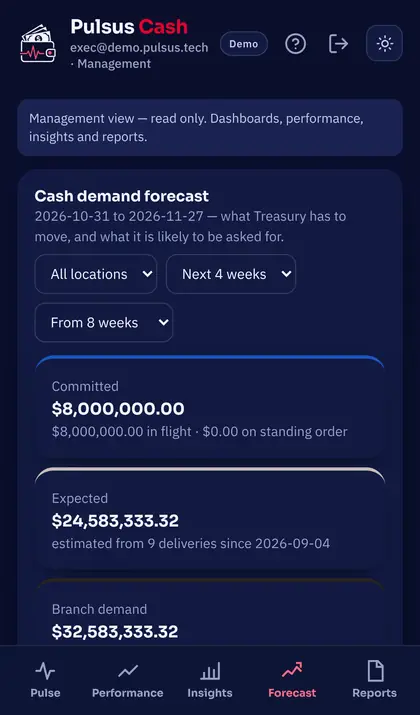 Pulsus Cash
exec@demo.pulsus.tech
· Management
Demo
Management view — read only. Dashboards, performance,
insights and reports.
Cash demand forecast
2026-10-31 to 2026-11-27 — what Treasury has to
move, and what it is likely to be asked for.
All locations
Next 4 weeks
From 8 weeks
Committed
$8,000,000.00
$8,000,000.00 in flight · $0.00 on standing order
Expected
$24,583,333.32
estimated from 9 deliveries since 2026-09-04
Branch demand
$32,583,333.32
Pulse
Performance
Insights
Forecast
Reports